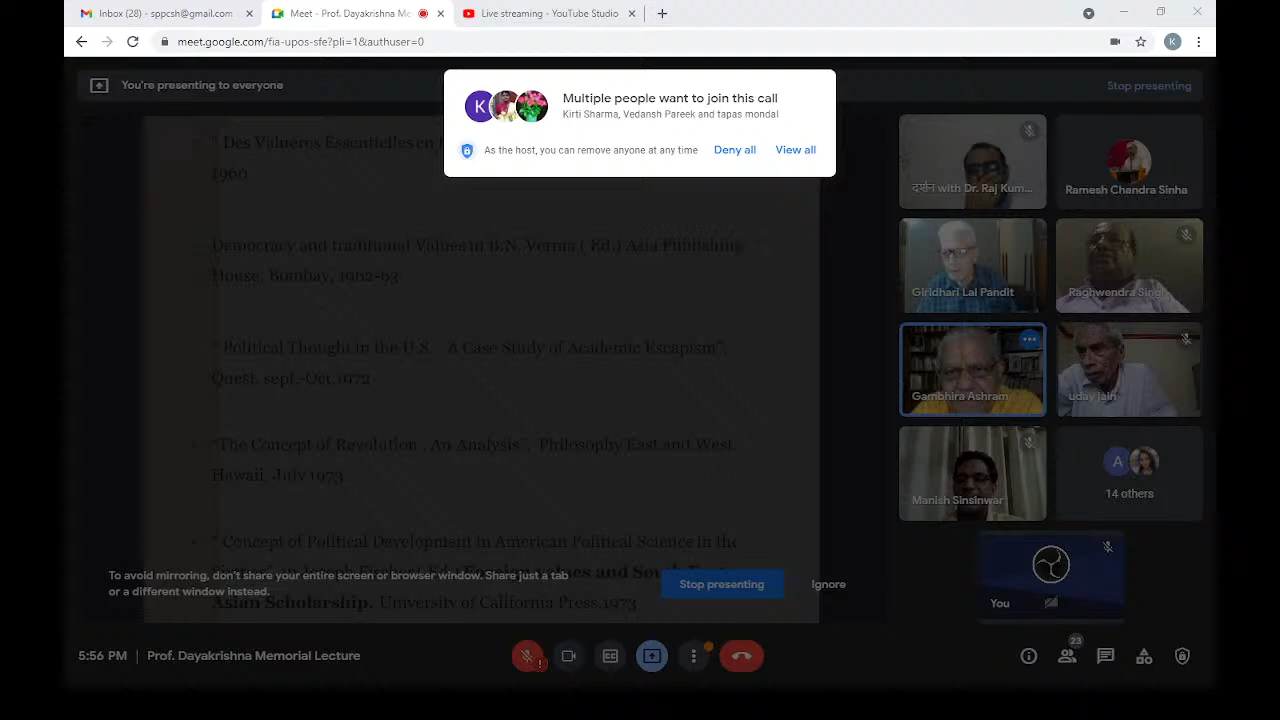 Inbox (28) - sppcsh@gmail.com
Meet - Prof. Dayakrishna Me
Live streaming - YouTube Studio
meet.google.com/fia-upos-sfe?pli=1&authuser=0
K
You're presenting to everyone
Stop presenting
K
Multiple people want to join this call
Kirti Sharma, Vedansh Pareek and tapas mondal
As the host, you can remove anyone at any time
Deny all
View all
1960
Democracy and traditional Values in B.N. Verma ( Ed.) Asia Publishing
House, Bombay, 1962-63
" Political Thought in the U.S. A Case Study of Academic Escapism",
Quest, sept.-Oct.1972
"The Concept of Revolution An Analysis", Philosophy East and West
Hawaii July 1973
" Concept of Political Development in American Political Science in the
Asian Scholarship. University of California Press,1973
To avoid mirroring, don't share your entire screen or browser window. Share just a tab
or a different window instead.
Stop presenting
Ignore
दर्शन with Dr. Raj Kum...
Ramesh Chandra Sinha
Giridhari Lal Pandit
Raghwendra Singh
Gambhira Ashram
uday jain
Manish Sinsinwar
A
14 others
You
5:56 PM | Prof. Dayakrishna Memorial Lecture
23